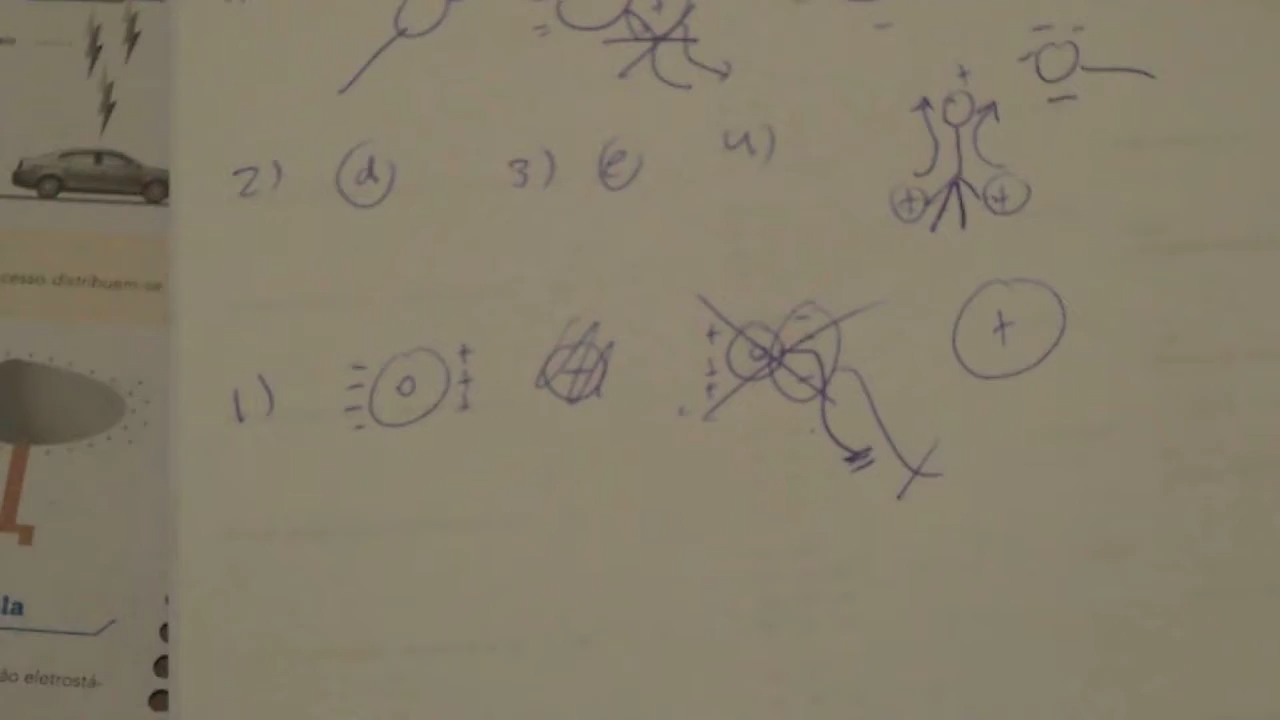 2) d 3) e 4)
+
+ +
cesso distribuem-se
1) - - - - o + + +
+
la
ão eletrostá-